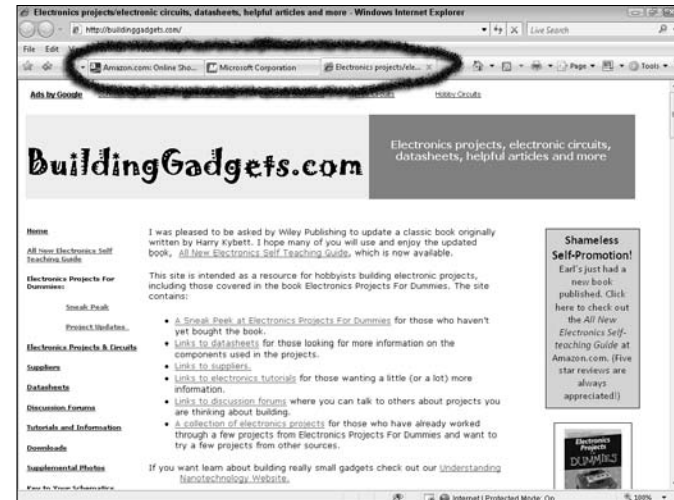 Electronics projects/electronic circuits, datasheets, helpful articles and more - Windows Internet Explorer
http://buildinggadgets.com/
Live Search
File Edit
Amazon.com: Online Sho... Microsoft Corporation Electronics projects/ele...
Page Tools
Ads by Google Hobby Circuits
BuildingGadgets.com
Electronics projects, electronic circuits,
datasheets, helpful articles and more
Home
All New Electronics Self
Teaching Guide
Electronics Projects For
Dummies:
Sneak Peak
Project Updates
Electronics Projects & Circuits
Suppliers
Datasheets
Discussion Forums
Tutorials and Information
Downloads
Supplemental Photos
Key to Your Schematics
I was pleased to be asked by Wiley Publishing to update a classic book originally
written by Harry Kybett. I hope many of you will use and enjoy the updated
book, All New Electronics Self Teaching Guide, which is now available.
This site is intended as a resource for hobbyists building electronic projects,
including those covered in the book Electronics Projects For Dummies. The site
contains:
• A Sneak Peek at Electronics Projects For Dummies for those who haven't
yet bought the book.
• Links to datasheets for those looking for more information on the
components used in the projects.
• Links to suppliers.
• Links to electronics tutorials for those wanting a little (or a lot) more
information.
• Links to discussion forums where you can talk to others about projects you
are thinking about building.
• A collection of electronics projects for those who have already worked
through a few projects from Electronics Projects For Dummies and want to
try a few projects from other sources.
If you want learn about building really small gadgets check out our Understanding
Nanotechnology Website.
Shameless
Self-Promotion!
Earl's just had a
new book
published. Click
here to check out
the All New
Electronics Self-
teaching Guide at
Amazon.com. (Five
star reviews are
always
appreciated!)
Electronics
Projects
DUMMIES
Internet | Protected Mode: On
100%